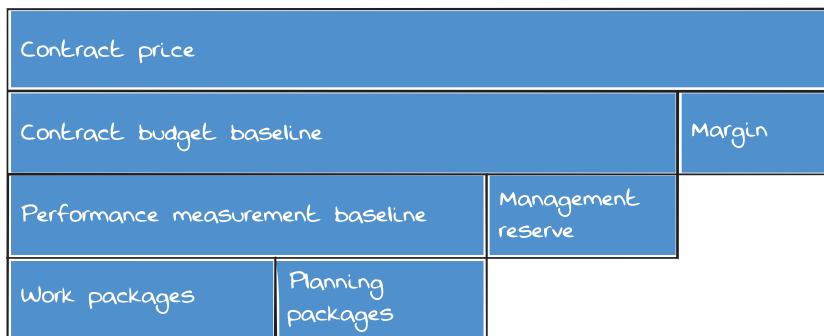 Contract price
Contract budget baseline
Margin
Performance measurement baseline
Management
reserve
Work packages
Planning
packages